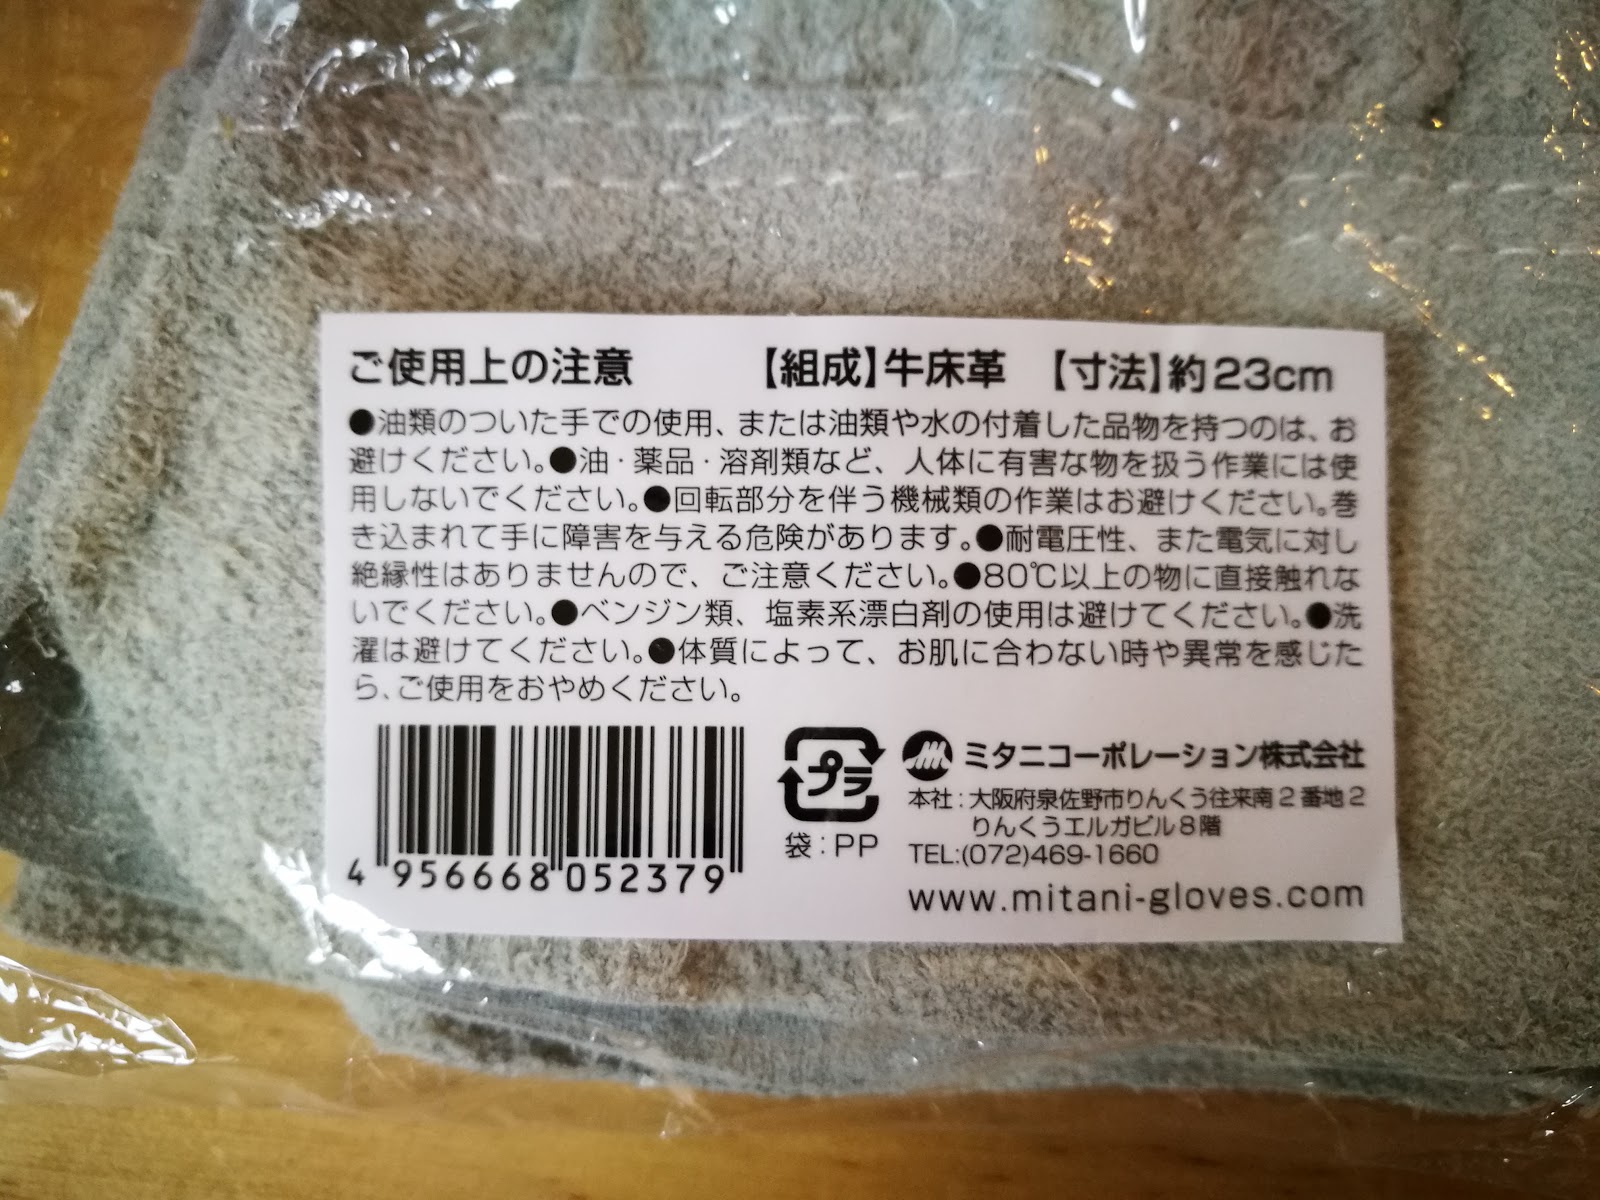 ご使用上の注意　【組成】牛床革　【寸法】約23cm
●油類のついた手での使用、または油類や水の付着した品物を持つのは、お
避けください。●油・薬品・溶剤類など、人体に有害な物を扱う作業には使
用しないでください。●回転部分を伴う機械類の作業はお避けください。巻
き込まれて手に障害を与える危険があります。●耐電圧性、また電気に対し
絶縁性はありませんので、ご注意ください。●80℃以上の物に直接触れな
いでください。●ベンジン類、塩素系漂白剤の使用は避けてください。●洗
濯は避けてください。●体質によって、お肌に合わない時や異常を感じた
ら、ご使用をおやめください。
4 956668 052379
プラ
袋：PP
ミタニコーポレーション株式会社
本社：大阪府泉佐野市りんくう往来南2番地2
りんくうエルガビル8階
TEL:(072)469-1660
www.mitani-gloves.com